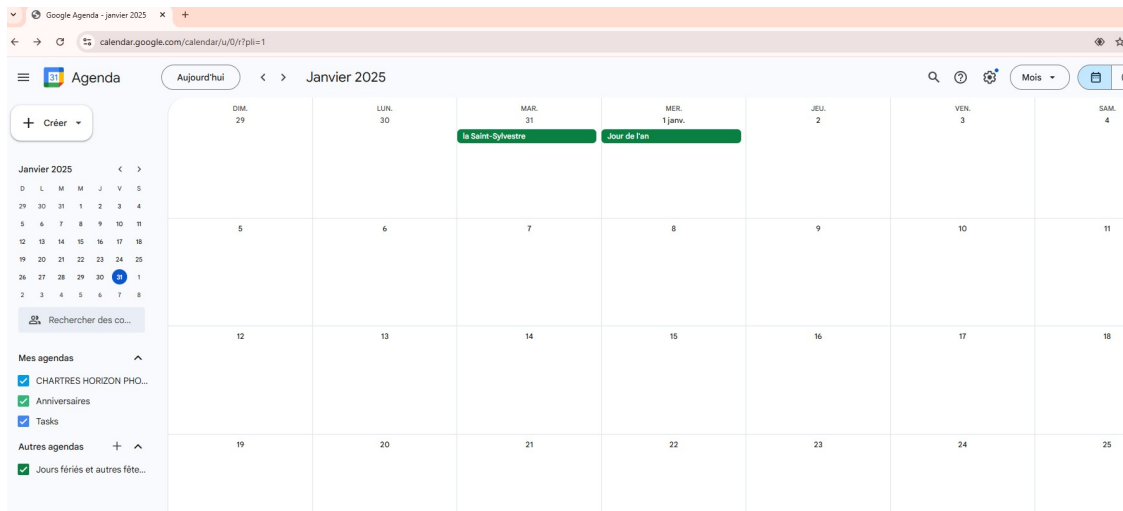 Google Agenda - janvier 2025
calendar.google.com/calendar/u/0/r?pli=1
31 Agenda Aujourd'hui Janvier 2025 Mois
Créer
DIM. LUN. MAR. MER. JEU. VEN. SAM.
29 30 31 1 janv. 2 3 4
la Saint-Sylvestre Jour de l'an
Janvier 2025
D L M M J V S
29 30 31 1 2 3 4
5 6 7 8 9 10 11
12 13 14 15 16 17 18
19 20 21 22 23 24 25
26 27 28 29 30 31 1
2 3 4 5 6 7 8
Rechercher des co...
Mes agendas
CHARTRES HORIZON PHO...
Anniversaires
Tasks
Autres agendas
Jours fériés et autres fête...
5 6 7 8 9 10 11
12 13 14 15 16 17 18
19 20 21 22 23 24 25